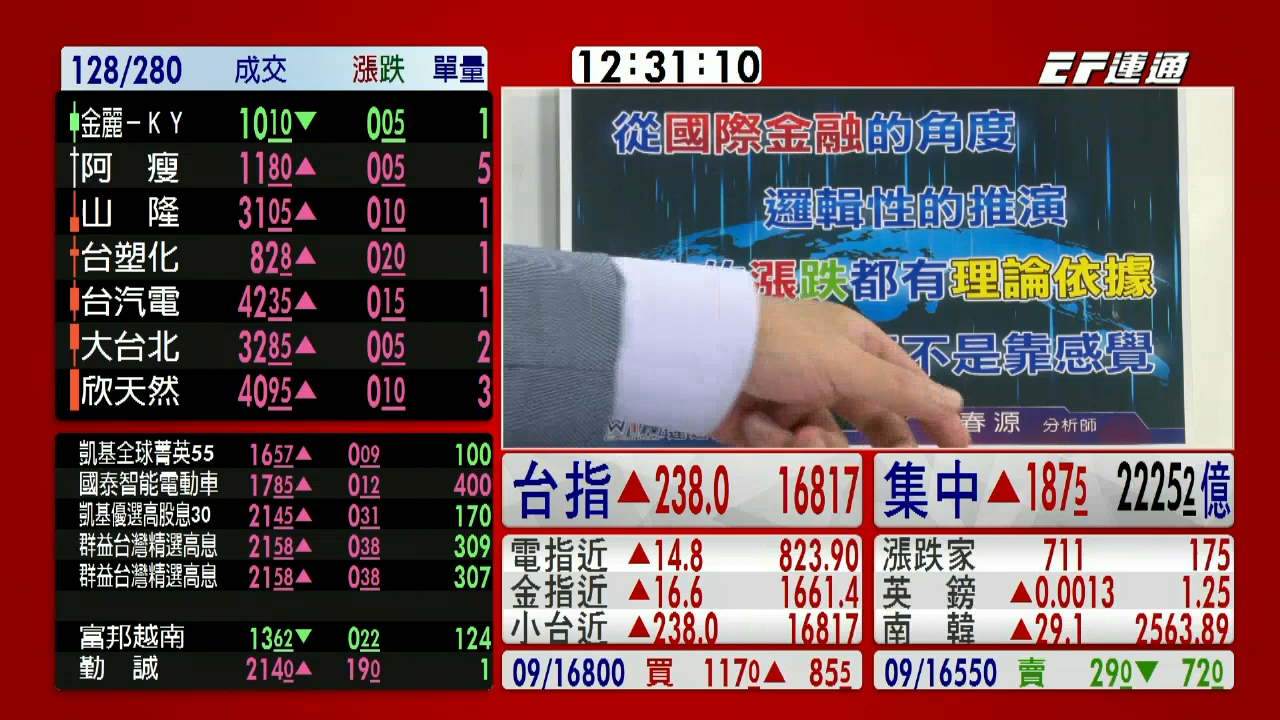 128/280 成交 漲跌 單量
12:31:10
EF運通
金麗－KY 1010▼ 005 1
阿 瘦 1180▲ 005 5
山 隆 3105▲ 010 1
台塑化 828▲ 020 1
台汽電 4235▲ 015 1
大台北 3285▲ 005 2
欣天然 4095▲ 010 3
凱基全球菁英55 1657▲ 009 100
國泰智能電動車 1785▲ 012 400
凱基優選高股息30 2145▲ 031 170
群益台灣精選高息 2158▲ 038 309
群益台灣精選高息 2158▲ 038 307
富邦越南 1362▼ 022 124
勤 誠 2140▲ 190 1
從國際金融的角度
邏輯性的推演
漲跌都有理論依據
不是靠感覺
春源 分析師
台指▲238.0 16817
電指近 ▲14.8 823.90
金指近 ▲16.6 1661.4
小台近 ▲238.0 16817
09/16800 買 1170▲ 855
集中▲1875 22252億
漲跌家 711 175
英 鎊 ▲0.0013 1.25
南 韓 ▲29.1 2563.89
09/16550 賣 290▼ 720